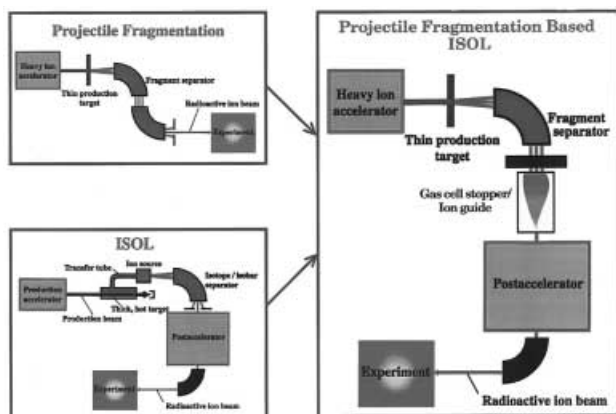 Projectile Fragmentation
Heavy Ion
accelerator
Fragment separator
Thin production
target
Radioactive ion beam
Experiment
ISOL
Transfer tube
Ion source
Isotope / Isobar
separator
Production
accelerator
Thick, hot target
Production beam
Postaccelerator
Experiment
Radioactive ion beam
Projectile Fragmentation Based
ISOL
Heavy Ion
accelerator
Fragment
separator
Thin production
target
Gas cell stopper/
Ion guide
Postaccelerator
Experiment
Radioactive ion beam